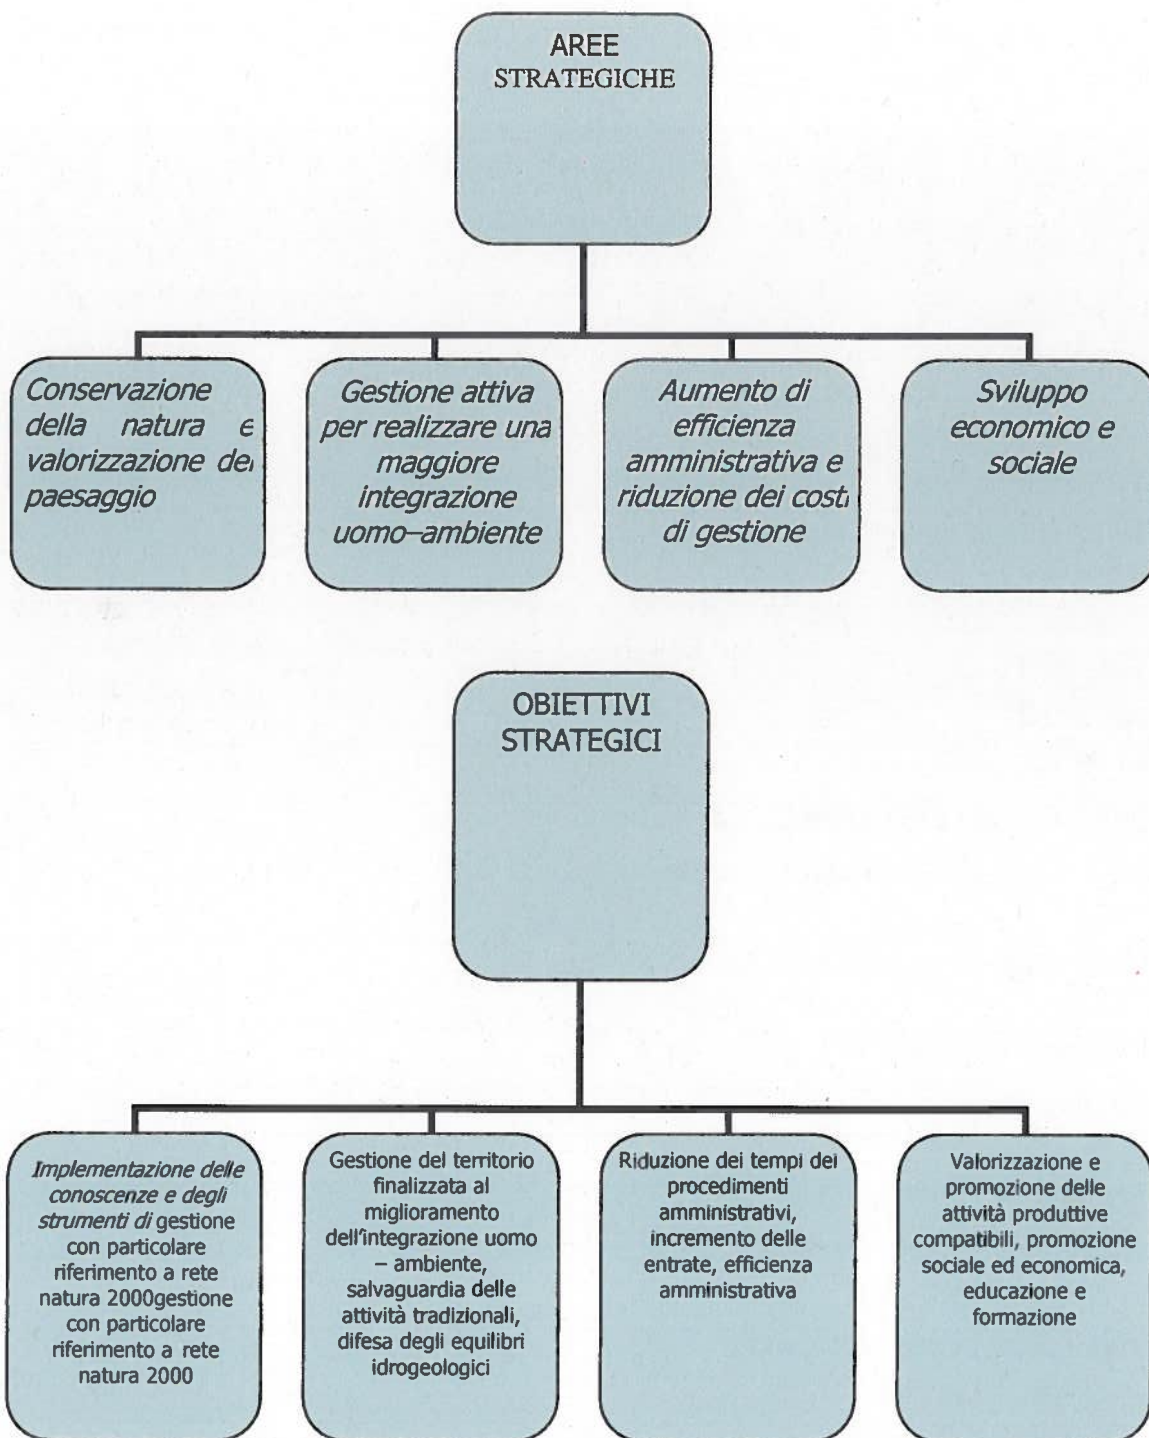 AREE
STRATEGICHE
Conservazione
della natura e
valorizzazione del
paesaggio
Gestione attiva
per realizzare una
maggiore
integrazione
uomo–ambiente
Aumento di
efficienza
amministrativa e
riduzione dei costi
di gestione
Sviluppo
economico e
sociale
OBIETTIVI
STRATEGICI
Implementazione delle
conoscenze e degli
strumenti di gestione
con particolare
riferimento a rete
natura 2000gestione
con particolare
riferimento a rete
natura 2000
Gestione del territorio
finalizzata al
miglioramento
dell'integrazione uomo
– ambiente,
salvaguardia delle
attività tradizionali,
difesa degli equilibri
idrogeologici
Riduzione dei tempi dei
procedimenti
amministrativi,
incremento delle
entrate, efficienza
amministrativa
Valorizzazione e
promozione delle
attività produttive
compatibili, promozione
sociale ed economica,
educazione e
formazione